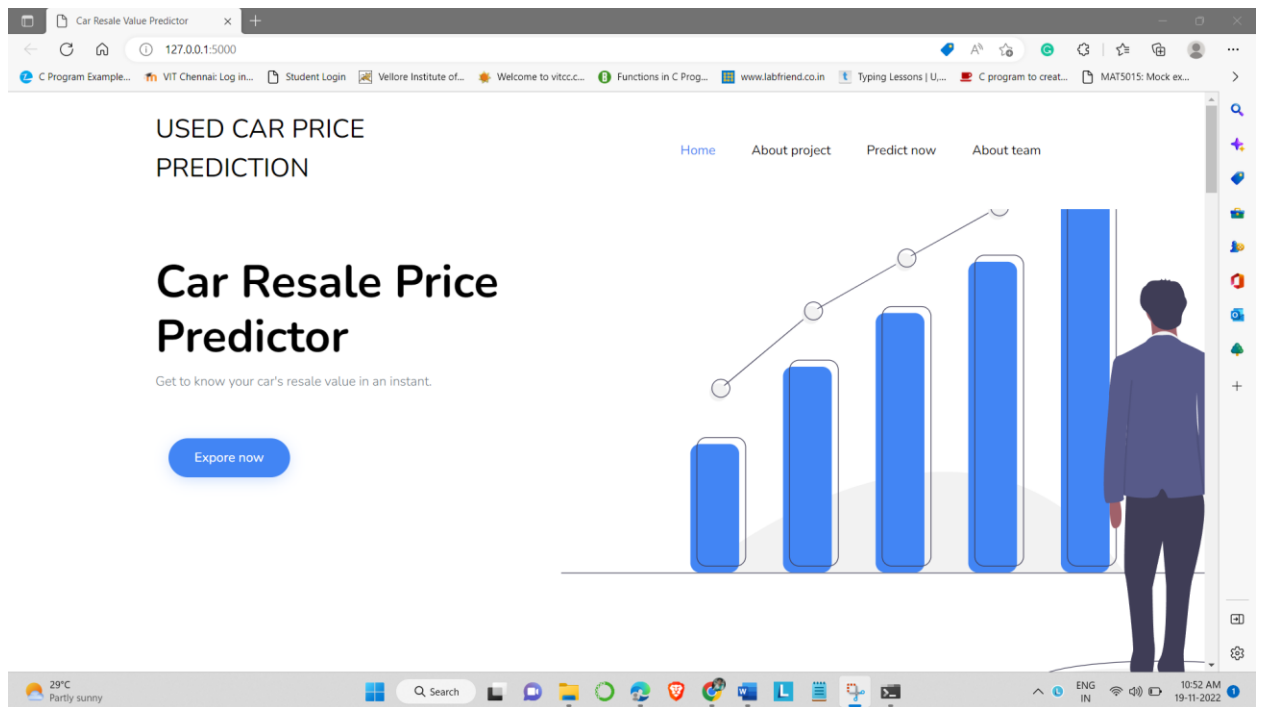 Car Resale Value Predictor
127.0.0.1:5000
C Program Example... VIT Chennai: Log in... Student Login Vellore Institute of... Welcome to vitcc.c... Functions in C Prog... www.labfriend.co.in Typing Lessons | U,... C program to creat... MAT5015: Mock ex...
USED CAR PRICE
PREDICTION
Home About project Predict now About team
Car Resale Price
Predictor
Get to know your car's resale value in an instant.
Expore now
29°C
Partly sunny
Search
ENG
IN
10:52 AM
19-11-2022
1